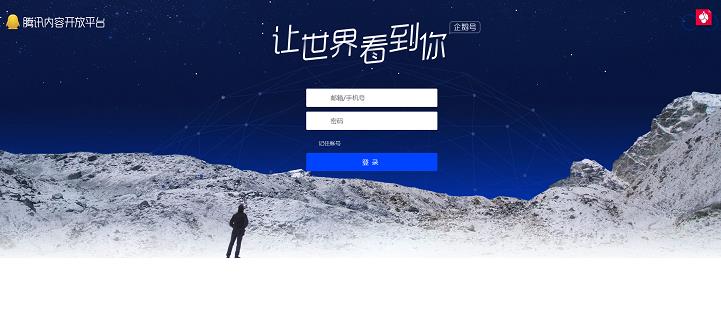 腾讯内容开放平台
让世界看到你
企鹅号
邮箱/手机号
密码
记住账号
登 录